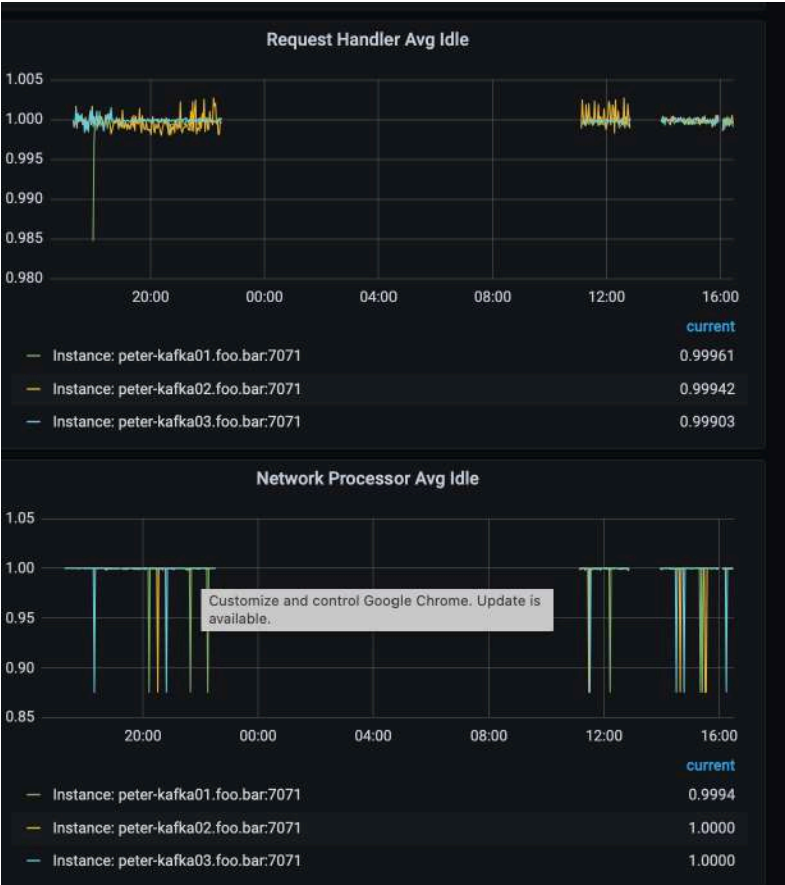 Request Handler Avg Idle
1.005
1.000
0.995
0.990
0.985
0.980
20:00 00:00 04:00 08:00 12:00 16:00
current
Instance: peter-kafka01.foo.bar:7071 0.99961
Instance: peter-kafka02.foo.bar:7071 0.99942
Instance: peter-kafka03.foo.bar:7071 0.99903
Network Processor Avg Idle
1.05
1.00
Customize and control Google Chrome. Update is
available.
0.95
0.90
0.85
20:00 00:00 04:00 08:00 12:00 16:00
current
Instance: peter-kafka01.foo.bar:7071 0.9994
Instance: peter-kafka02.foo.bar:7071 1.0000
Instance: peter-kafka03.foo.bar:7071 1.0000